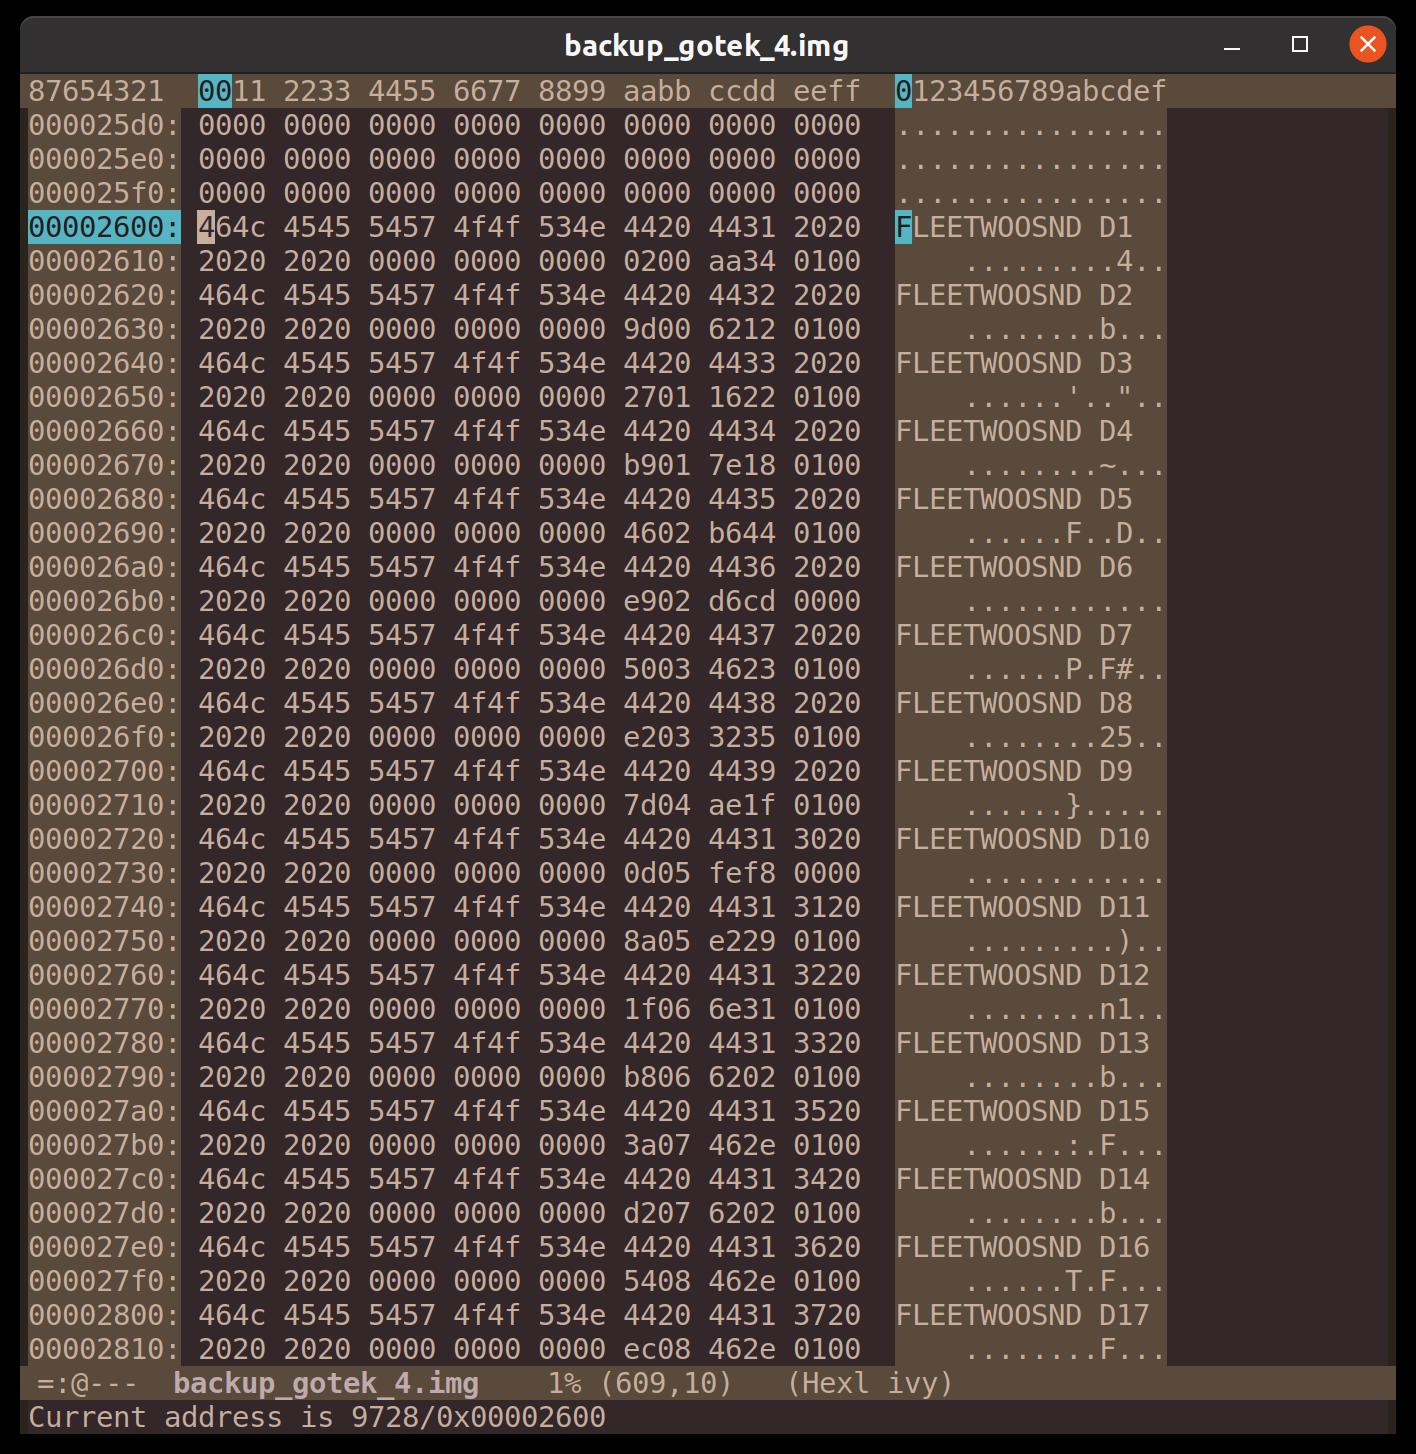 backup_gotek_4.img
87654321  0011 2233 4455 6677 8899 aabb ccdd eeff  0123456789abcdef
000025d0: 0000 0000 0000 0000 0000 0000 0000 0000  ................
000025e0: 0000 0000 0000 0000 0000 0000 0000 0000  ................
000025f0: 0000 0000 0000 0000 0000 0000 0000 0000  ................
00002600: 464c 4545 5457 4f4f 534e 4420 4431 2020  FLEETWOOSND D1
00002610: 2020 2020 0000 0000 0000 0200 aa34 0100      .........4..
00002620: 464c 4545 5457 4f4f 534e 4420 4432 2020  FLEETWOOSND D2
00002630: 2020 2020 0000 0000 0000 9d00 6212 0100      ........b...
00002640: 464c 4545 5457 4f4f 534e 4420 4433 2020  FLEETWOOSND D3
00002650: 2020 2020 0000 0000 0000 2701 1622 0100      ......'.."..
00002660: 464c 4545 5457 4f4f 534e 4420 4434 2020  FLEETWOOSND D4
00002670: 2020 2020 0000 0000 0000 b901 7e18 0100      ........~...
00002680: 464c 4545 5457 4f4f 534e 4420 4435 2020  FLEETWOOSND D5
00002690: 2020 2020 0000 0000 0000 4602 b644 0100      ......F..D..
000026a0: 464c 4545 5457 4f4f 534e 4420 4436 2020  FLEETWOOSND D6
000026b0: 2020 2020 0000 0000 0000 e902 d6cd 0000      ............
000026c0: 464c 4545 5457 4f4f 534e 4420 4437 2020  FLEETWOOSND D7
000026d0: 2020 2020 0000 0000 0000 5003 4623 0100      ......P.F#..
000026e0: 464c 4545 5457 4f4f 534e 4420 4438 2020  FLEETWOOSND D8
000026f0: 2020 2020 0000 0000 0000 e203 3235 0100      ........25..
00002700: 464c 4545 5457 4f4f 534e 4420 4439 2020  FLEETWOOSND D9
00002710: 2020 2020 0000 0000 0000 7d04 ae1f 0100      ......}.....
00002720: 464c 4545 5457 4f4f 534e 4420 4431 3020  FLEETWOOSND D10
00002730: 2020 2020 0000 0000 0000 0d05 fef8 0000      ............
00002740: 464c 4545 5457 4f4f 534e 4420 4431 3120  FLEETWOOSND D11
00002750: 2020 2020 0000 0000 0000 8a05 e229 0100      .........)..
00002760: 464c 4545 5457 4f4f 534e 4420 4431 3220  FLEETWOOSND D12
00002770: 2020 2020 0000 0000 0000 1f06 6e31 0100      ........n1..
00002780: 464c 4545 5457 4f4f 534e 4420 4431 3320  FLEETWOOSND D13
00002790: 2020 2020 0000 0000 0000 b806 6202 0100      ........b...
000027a0: 464c 4545 5457 4f4f 534e 4420 4431 3520  FLEETWOOSND D15
000027b0: 2020 2020 0000 0000 0000 3a07 462e 0100      ......:.F...
000027c0: 464c 4545 5457 4f4f 534e 4420 4431 3420  FLEETWOOSND D14
000027d0: 2020 2020 0000 0000 0000 d207 6202 0100      ........b...
000027e0: 464c 4545 5457 4f4f 534e 4420 4431 3620  FLEETWOOSND D16
000027f0: 2020 2020 0000 0000 0000 5408 462e 0100      ......T.F...
00002800: 464c 4545 5457 4f4f 534e 4420 4431 3720  FLEETWOOSND D17
00002810: 2020 2020 0000 0000 0000 ec08 462e 0100      ........F...
=:@---  backup_gotek_4.img    1% (609,10)   (Hexl ivy)
Current address is 9728/0x00002600